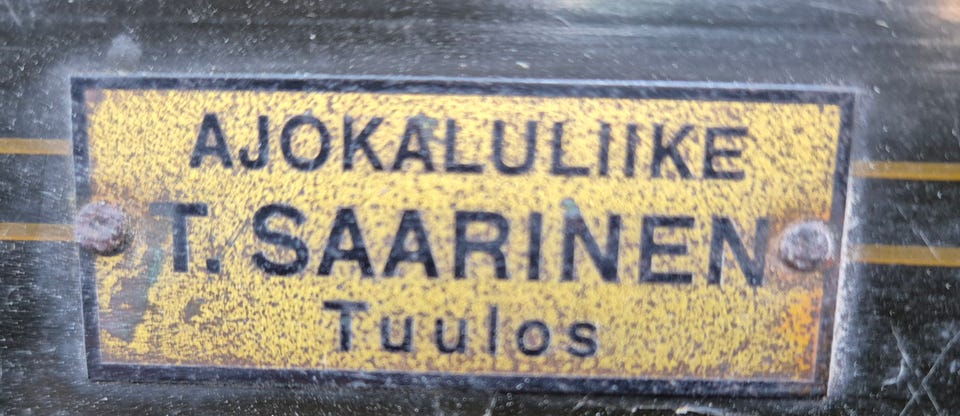 AJOKALULIIKE
T. SAARINEN
Tuulos